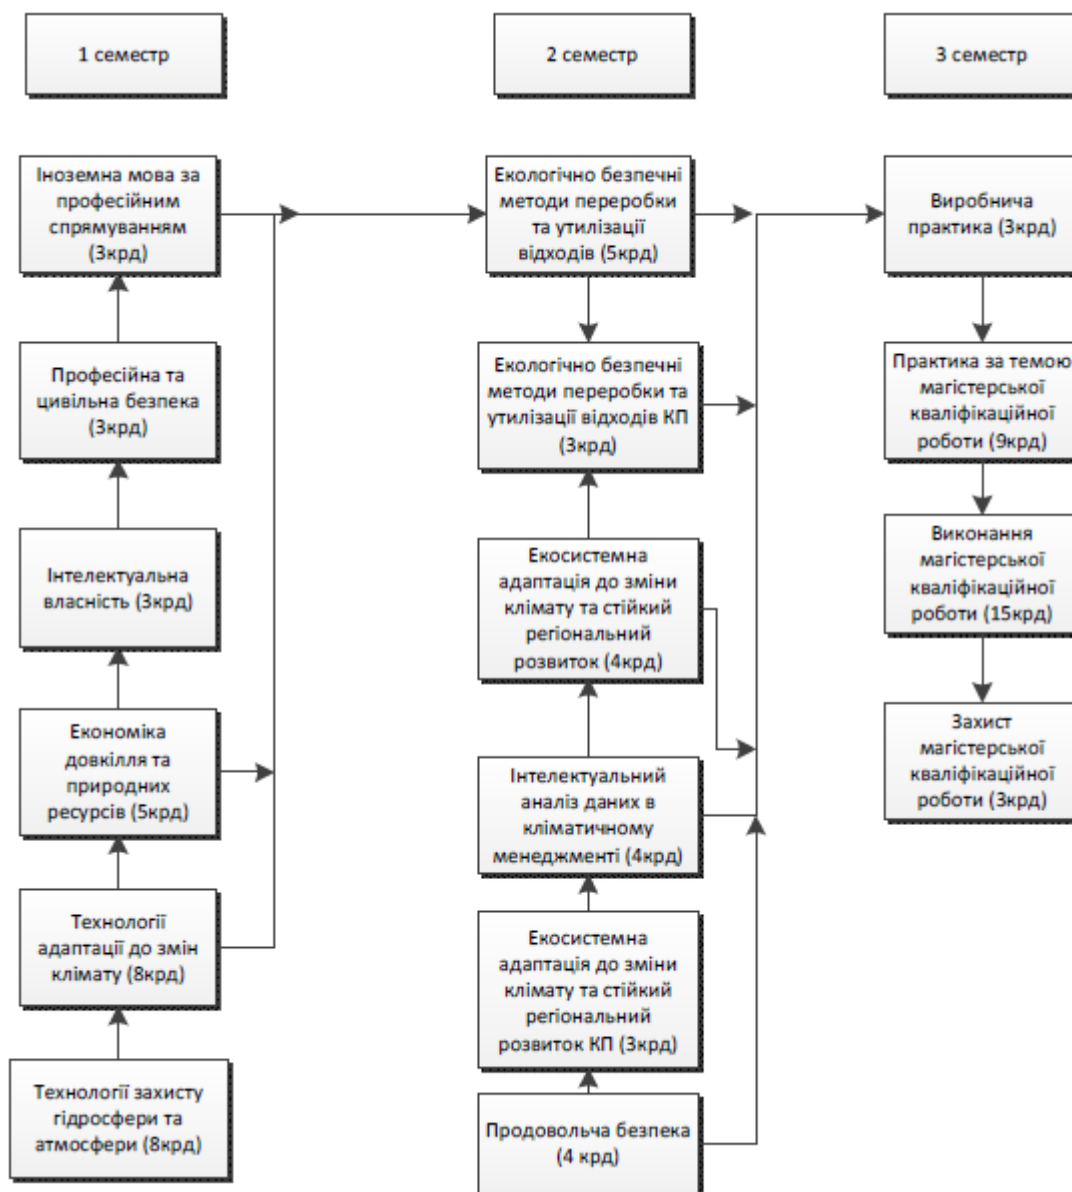 1 семестр
2 семестр
3 семестр
Іноземна мова за
професійним
спрямуванням
(3крд)
Професійна та
цивільна безпека
(3крд)
Інтелектуальна
власність (3крд)
Економіка
довкілля та
природних
ресурсів (5крд)
Технології
адаптації до змін
клімату (8крд)
Технології захисту
гідросфери та
атмосфери (8крд)
Екологічно безпечні
методи переробки
та утилізації
відходів (5крд)
Екологічно безпечні
методи переробки та
утилізації відходів КП
(3крд)
Екосистемна
адаптація до зміни
клімату та стійкий
регіональний
розвиток (4крд)
Інтелектуальний
аналіз даних в
кліматичному
менеджменті (4крд)
Екосистемна
адаптація до зміни
клімату та стійкий
регіональний
розвиток КП (3крд)
Продовольча безпека
(4 крд)
Виробнича
практика (3крд)
Практика за темою
магістерської
кваліфікаційної
роботи (9крд)
Виконання
магістерської
кваліфікаційної
роботи (15крд)
Захист
магістерської
кваліфікаційної
роботи (3крд)